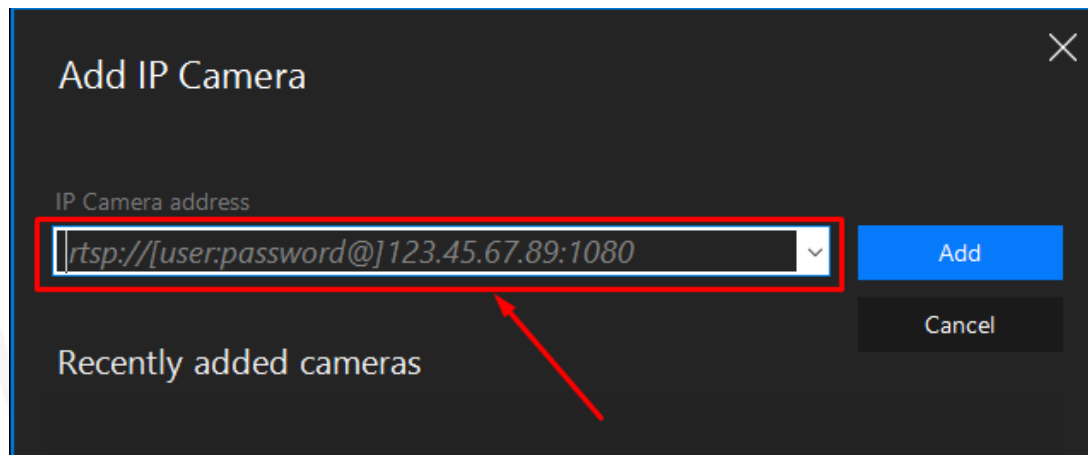 Add IP Camera
IP Camera address
rtsp://[user:password@]123.45.67.89:1080
Add
Cancel
Recently added cameras